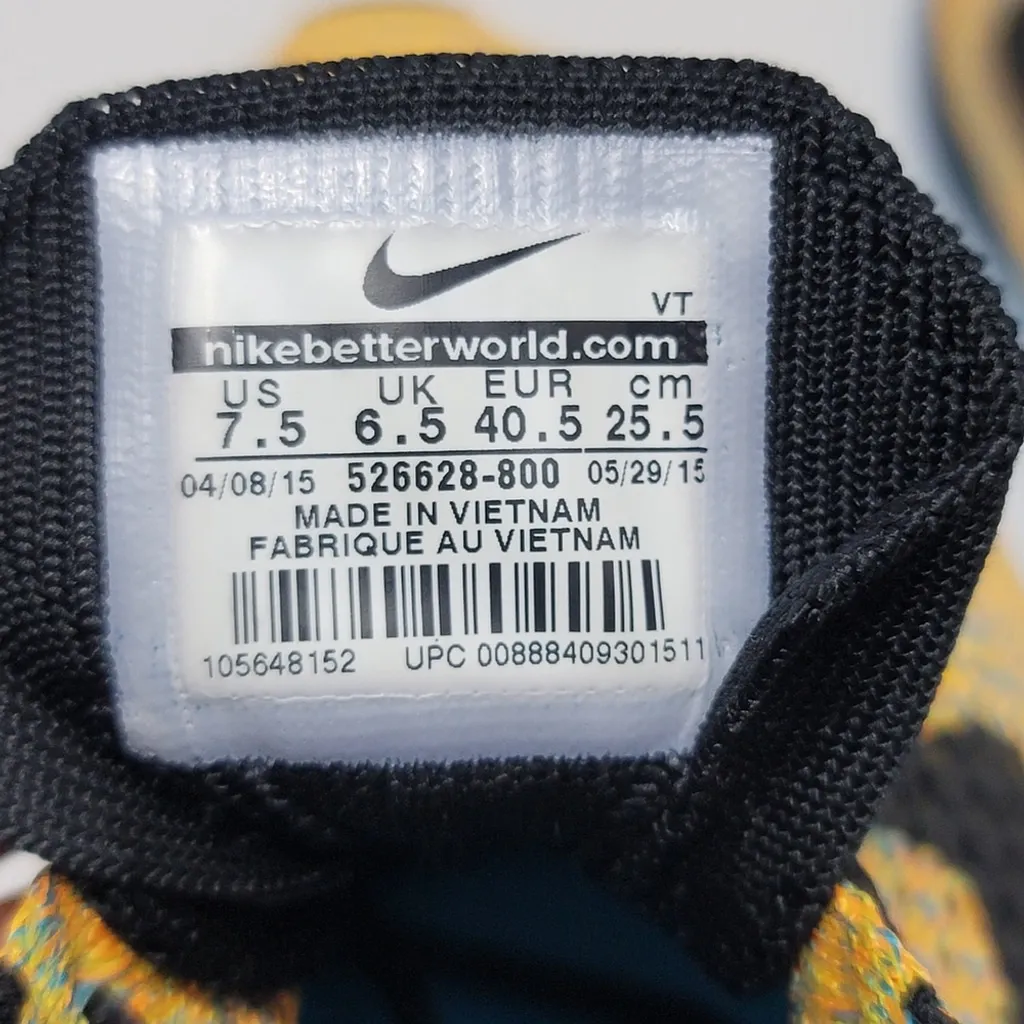 VT
nikebetterworld.com
US UK EUR cm
7.5 6.5 40.5 25.5
04/08/15 526628-800 05/29/15
MADE IN VIETNAM
FABRIQUE AU VIETNAM
105648152 UPC 00888409301511